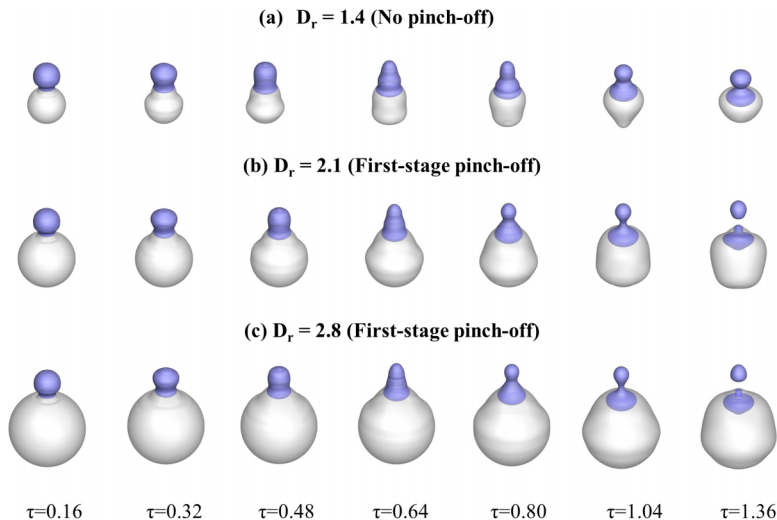 (a) Dr = 1.4 (No pinch-off)
(b) Dr = 2.1 (First-stage pinch-off)
(c) Dr = 2.8 (First-stage pinch-off)
τ=0.16 τ=0.32 τ=0.48 τ=0.64 τ=0.80 τ=1.04 τ=1.36